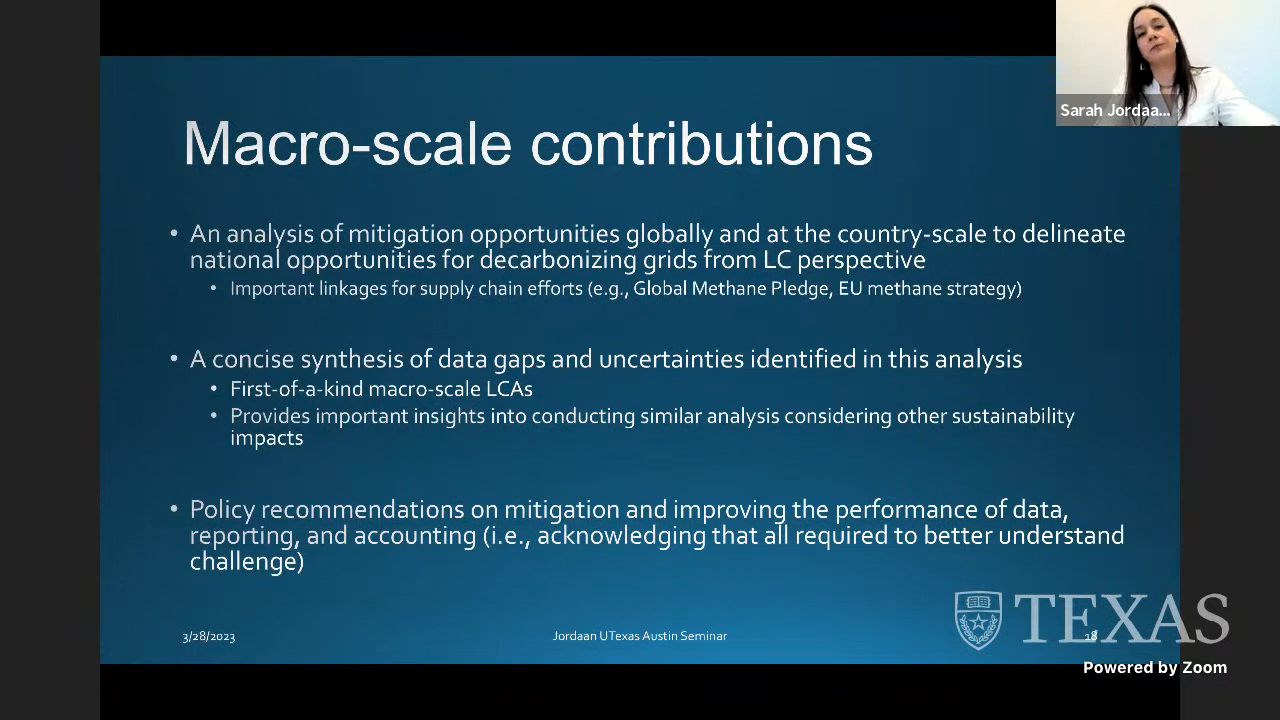 Sarah Jordaa...
Macro-scale contributions
• An analysis of mitigation opportunities globally and at the country-scale to delineate
national opportunities for decarbonizing grids from LC perspective
• Important linkages for supply chain efforts (e.g., Global Methane Pledge, EU methane strategy)
• A concise synthesis of data gaps and uncertainties identified in this analysis
• First-of-a-kind macro-scale LCAs
• Provides important insights into conducting similar analysis considering other sustainability
impacts
• Policy recommendations on mitigation and improving the performance of data,
reporting, and accounting (i.e., acknowledging that all required to better understand
challenge)
3/28/2023
Jordaan UTexas Austin Seminar
18
TEXAS
Powered by Zoom